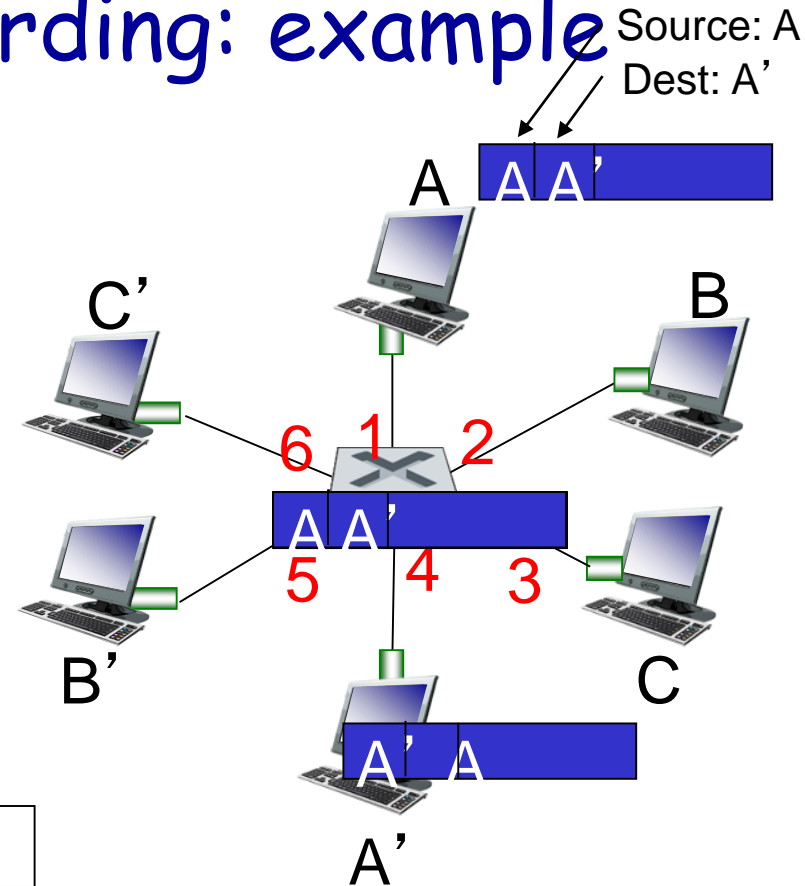 rding: example
Source: A
Dest: A’
A
A A’
C’
B
6 1 2
A A’
5 4 3
B’
C
A’ A
A’